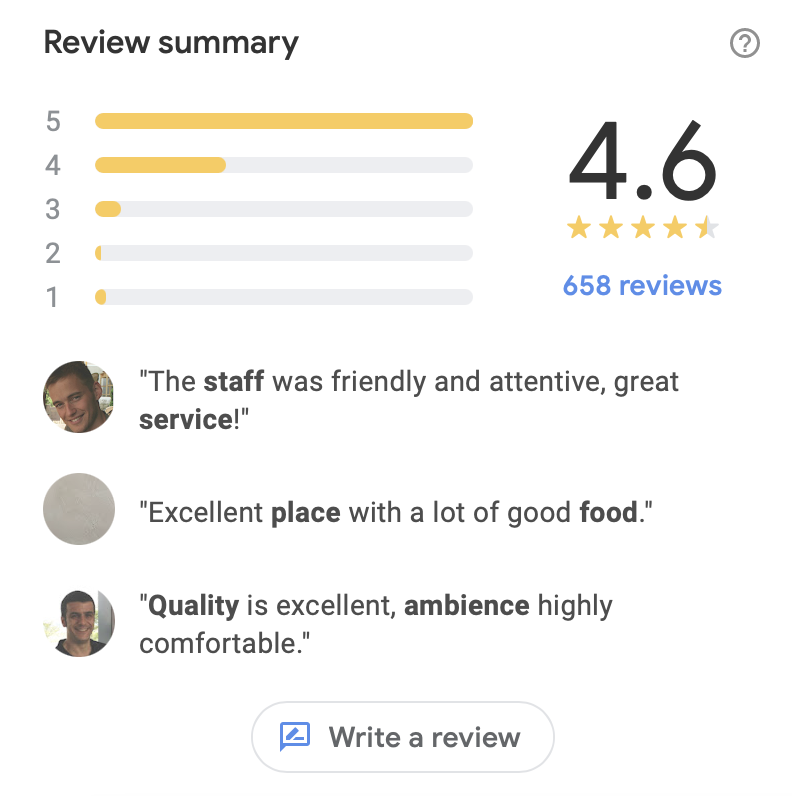 Review summary
5
4
3
2
1
4.6
658 reviews
"The staff was friendly and attentive, great
service!"
"Excellent place with a lot of good food."
"Quality is excellent, ambience highly
comfortable."
Write a review